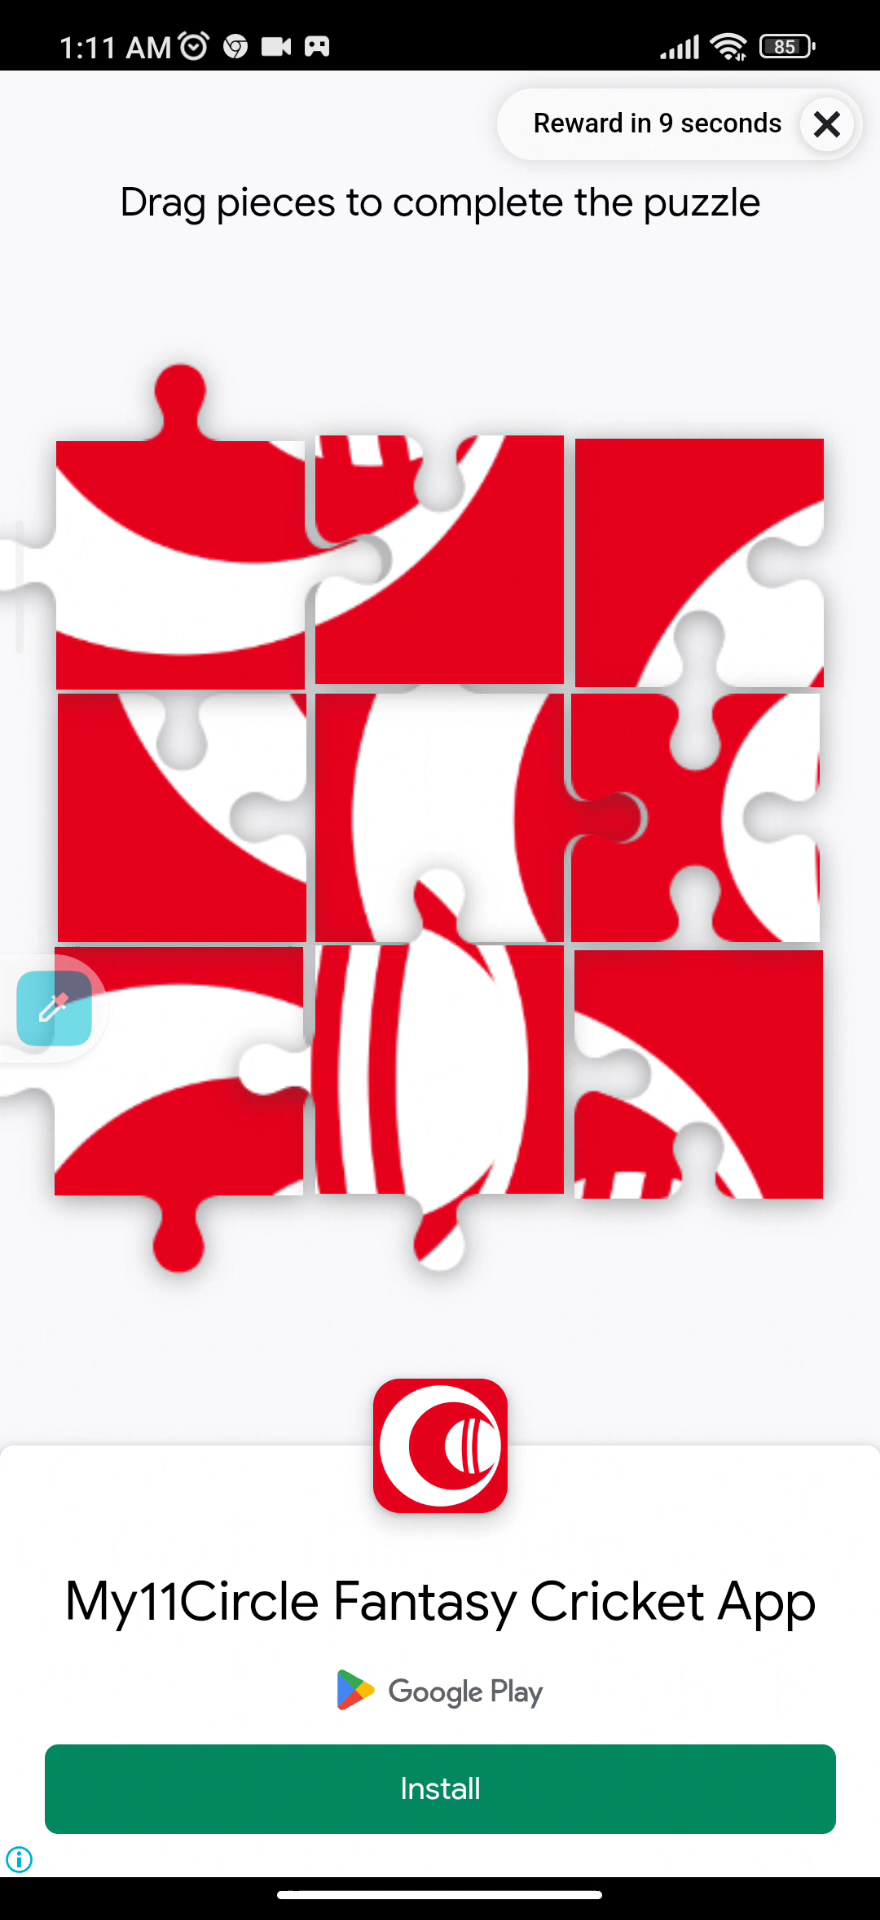 1:11 AM
85
Reward in 9 seconds
Drag pieces to complete the puzzle
My11Circle Fantasy Cricket App
Google Play
Install